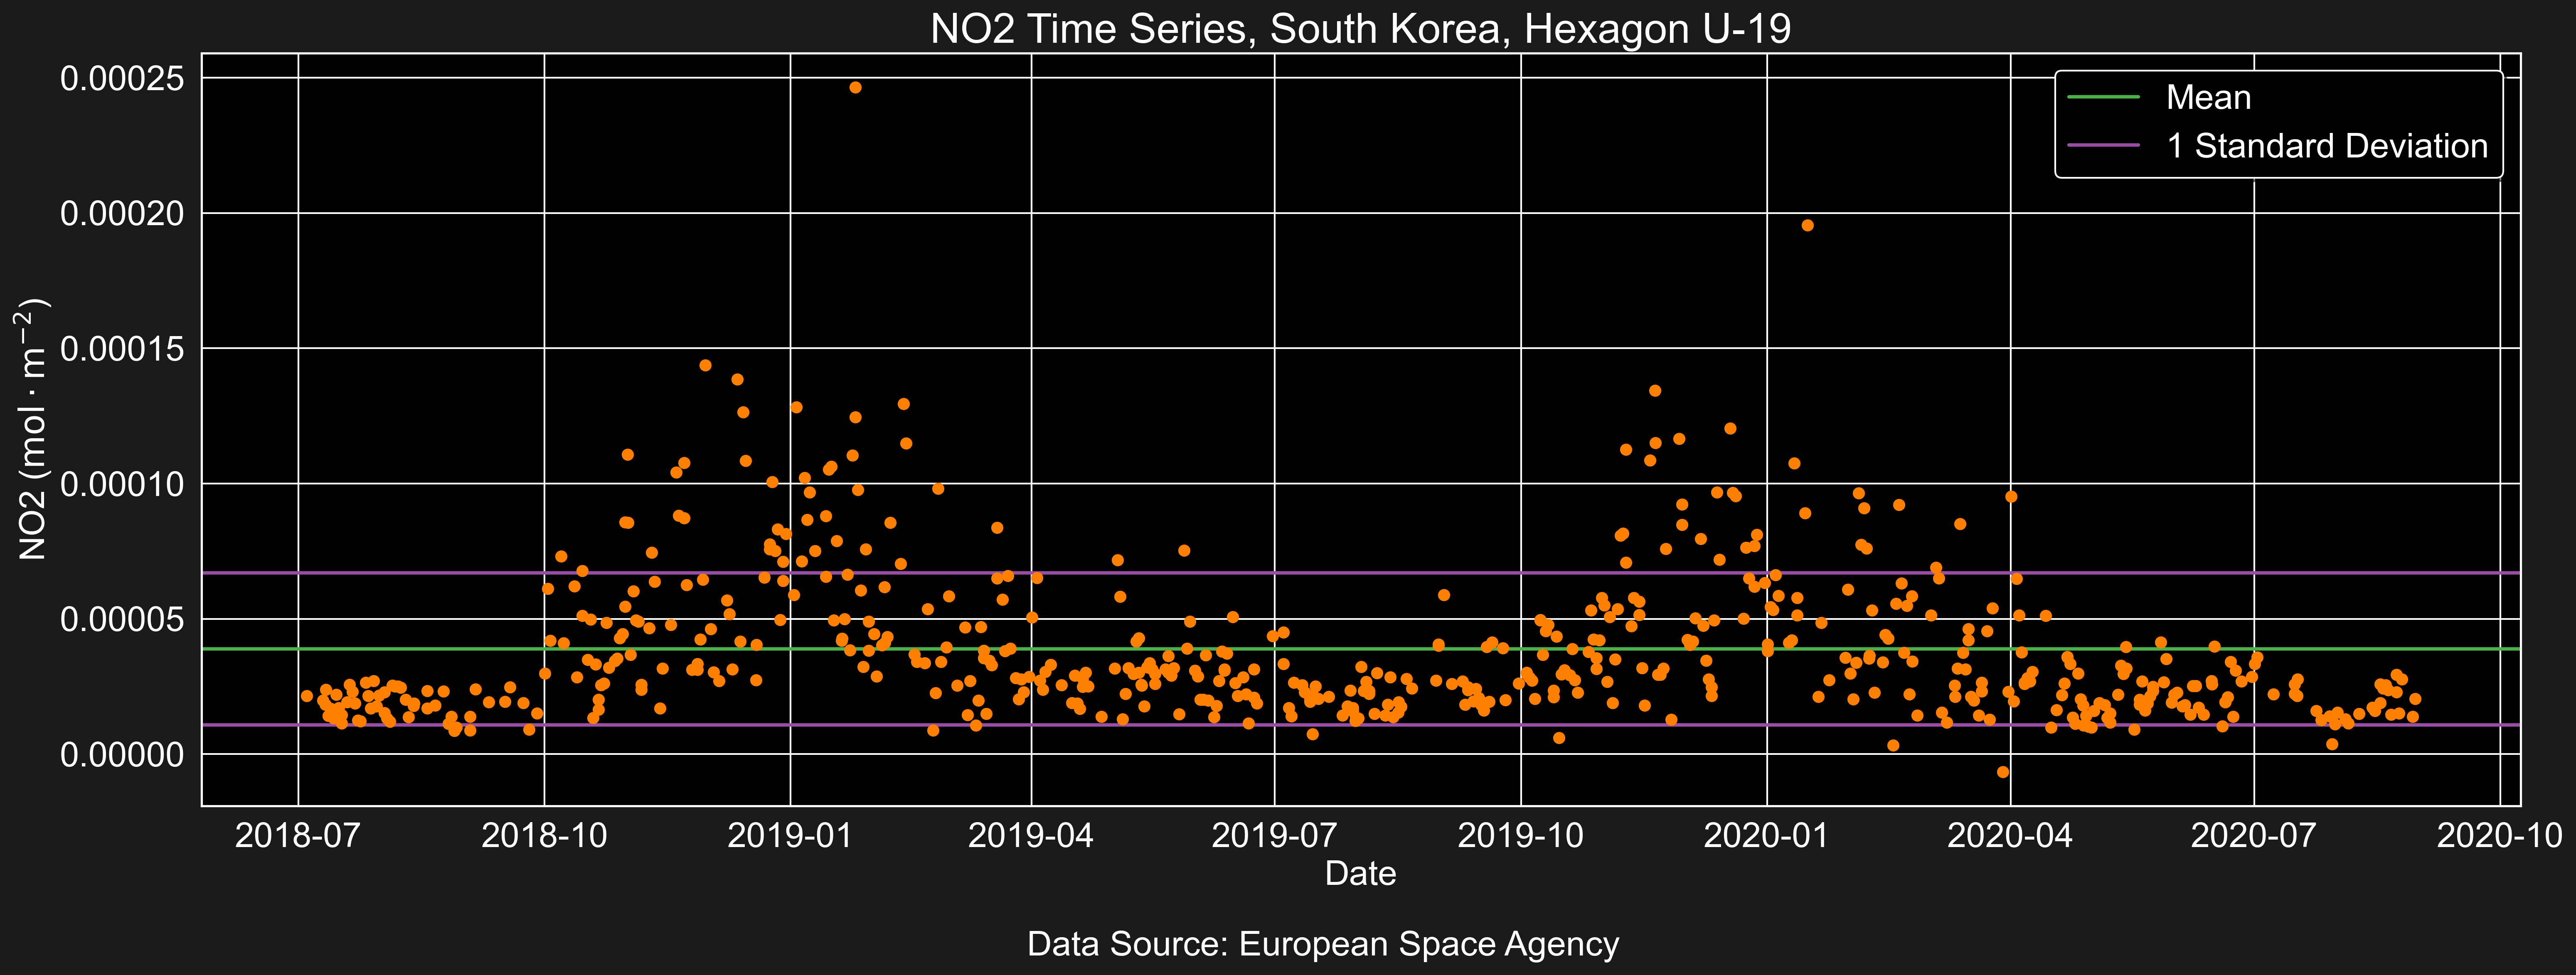 NO2 Time Series, South Korea, Hexagon U-19
0.00025
0.00020
0.00015
0.00010
0.00005
0.00000
NO2 (mol · m⁻²)
Mean
1 Standard Deviation
2018-07 2018-10 2019-01 2019-04 2019-07 2019-10 2020-01 2020-04 2020-07 2020-10
Date
Data Source: European Space Agency